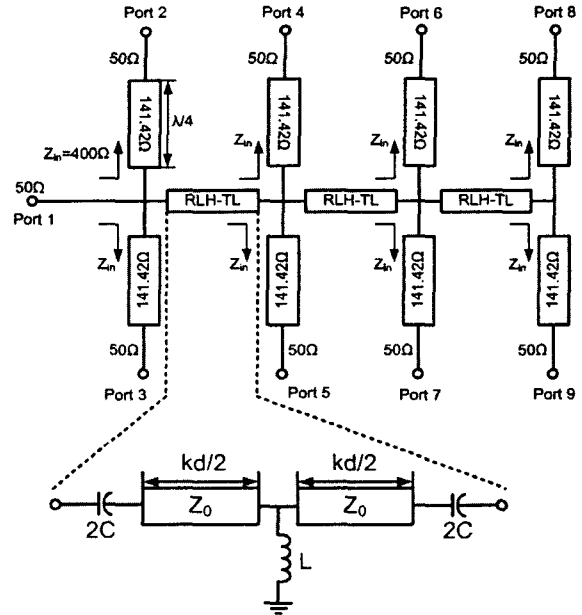 Port 2
Port 4
Port 6
Port 8
50Ω
50Ω
50Ω
50Ω
141.42Ω
λ/4
141.42Ω
141.42Ω
141.42Ω
Zin=400Ω
Zin
Zin
Zin
50Ω
Port 1
RLH-TL
RLH-TL
RLH-TL
Zin
Zin
Zin
Zin
141.42Ω
141.42Ω
141.42Ω
141.42Ω
50Ω
50Ω
50Ω
50Ω
Port 3
Port 5
Port 7
Port 9
kd/2
kd/2
Z0
Z0
2C
2C
L